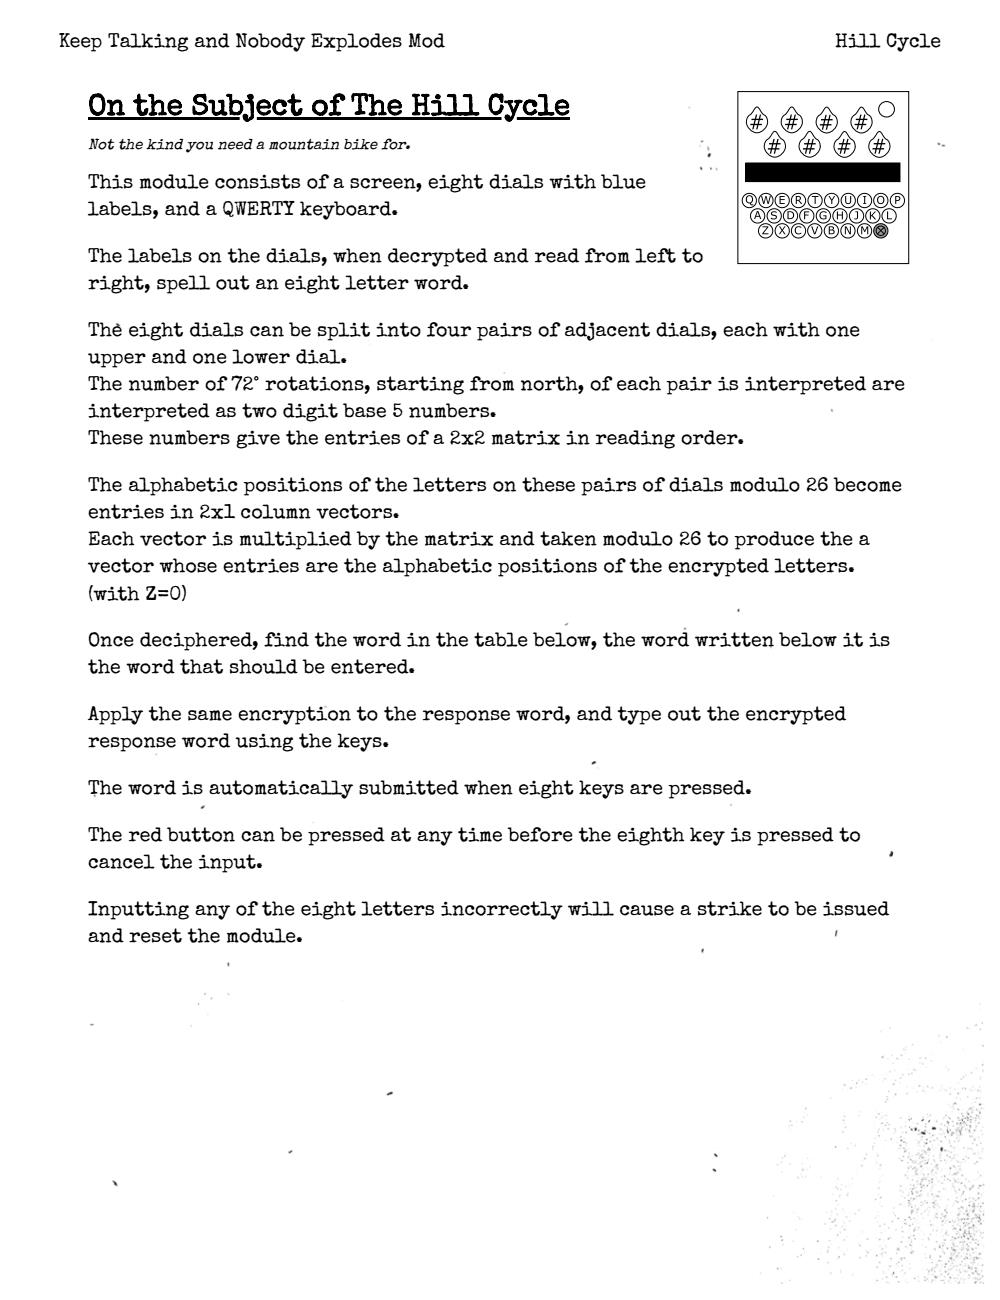 Keep Talking and Nobody Explodes Mod Hill Cycle
On the Subject of The Hill Cycle
Not the kind you need a mountain bike for.
# # # #
# # # #
Q W E R T Y U I O P
A S D F G H J K L
Z X C V B N M
This module consists of a screen, eight dials with blue
labels, and a QWERTY keyboard.
The labels on the dials, when decrypted and read from left to
right, spell out an eight letter word.
The eight dials can be split into four pairs of adjacent dials, each with one
upper and one lower dial.
The number of 72° rotations, starting from north, of each pair is interpreted are
interpreted as two digit base 5 numbers.
These numbers give the entries of a 2x2 matrix in reading order.
The alphabetic positions of the letters on these pairs of dials modulo 26 become
entries in 2x1 column vectors.
Each vector is multiplied by the matrix and taken modulo 26 to produce the a
vector whose entries are the alphabetic positions of the encrypted letters.
(with Z=0)
Once deciphered, find the word in the table below, the word written below it is
the word that should be entered.
Apply the same encryption to the response word, and type out the encrypted
response word using the keys.
The word is automatically submitted when eight keys are pressed.
The red button can be pressed at any time before the eighth key is pressed to
cancel the input.
Inputting any of the eight letters incorrectly will cause a strike to be issued
and reset the module.